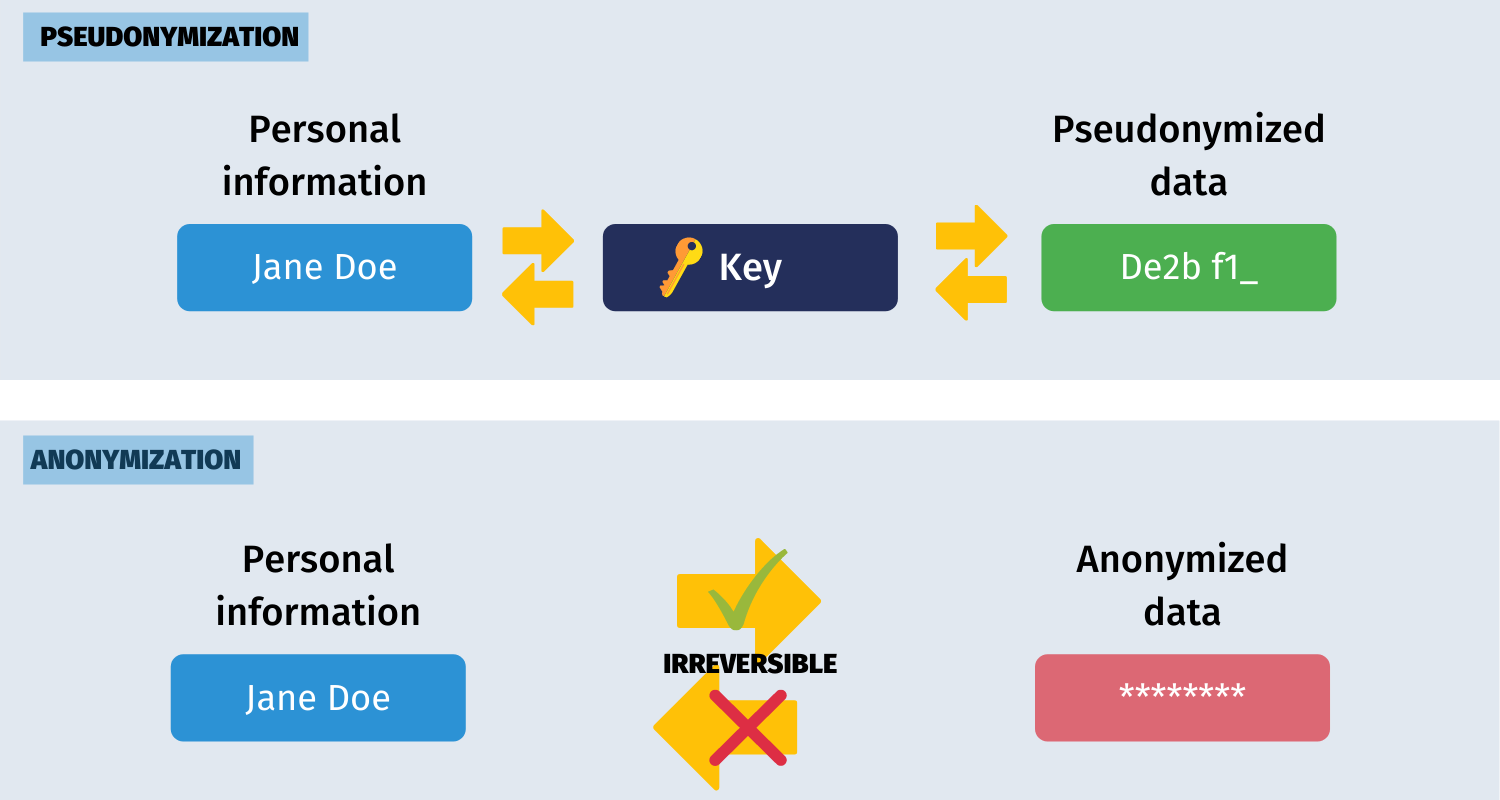 PSEUDONYMIZATION
Personal
information
Pseudonymized
data
Jane Doe
Key
De2b f1_
ANONYMIZATION
Personal
information
Anonymized
data
IRREVERSIBLE
Jane Doe
********